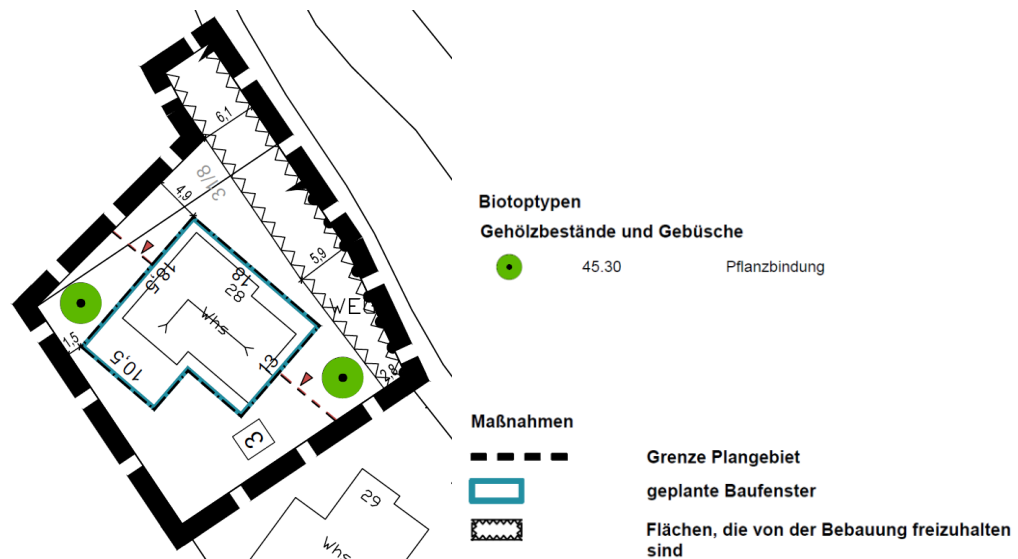 6,1
31/8
4,9
18,5
18
28
5,9
WEG
Whs
1,5
10,5
13
2,8
3
29
Whs
Biotoptypen
Gehölzbestände und Gebüsche
45.30 Pflanzbindung
Maßnahmen
Grenze Plangebiet
geplante Baufenster
Flächen, die von der Bebauung freizuhalten
sind